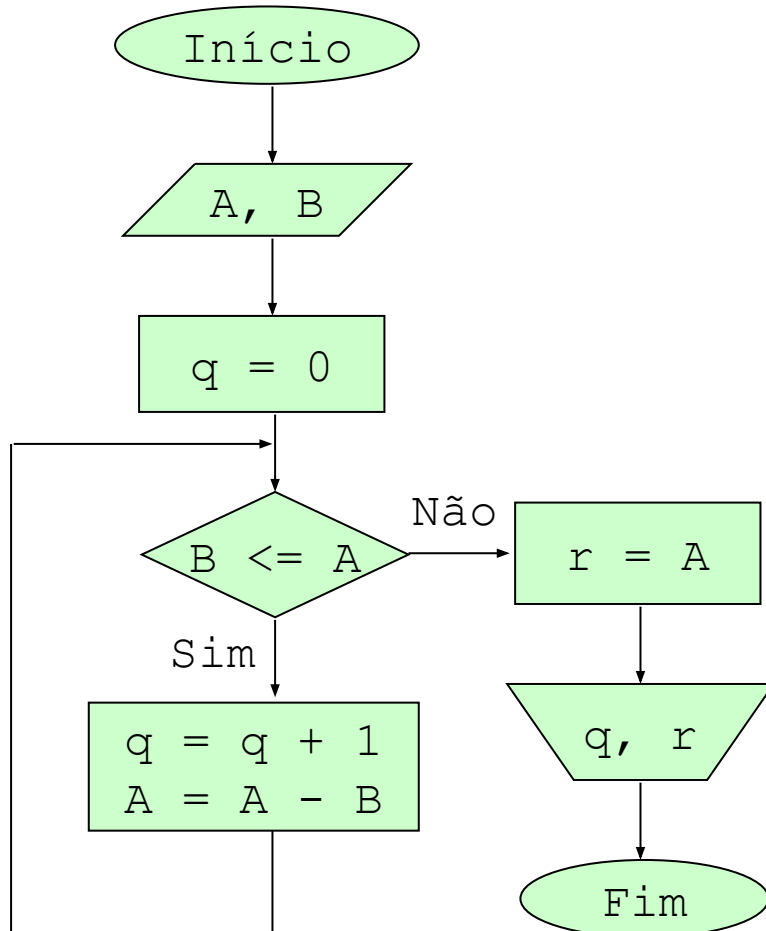 Início
A, B
q = 0
B <= A
Não
r = A
Sim
q = q + 1
A = A - B
q, r
Fim